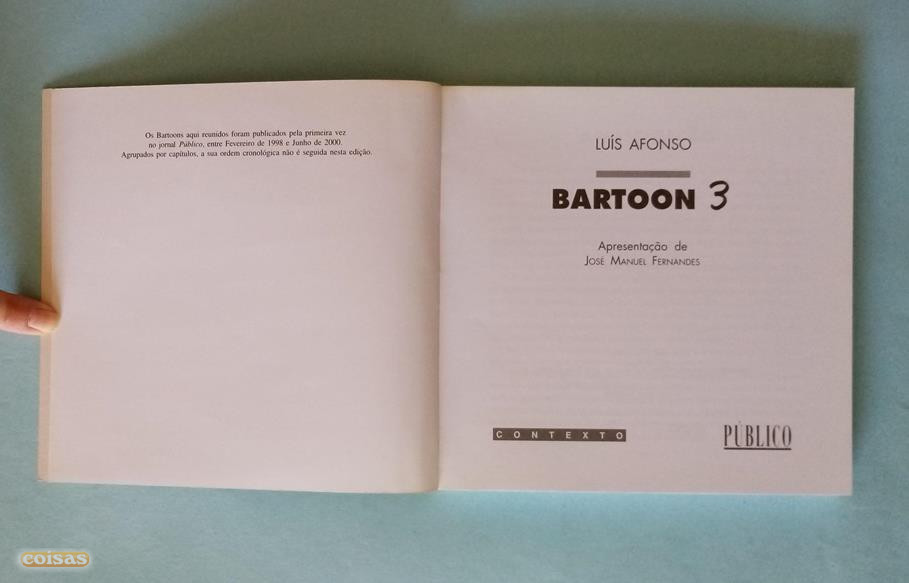 Os Bartoons aqui reunidos foram publicados pela primeira vez
no jornal Público, entre Fevereiro de 1998 e Junho de 2000.
Agrupados por capítulos, a sua ordem cronológica não é seguida nesta edição.
LUÍS AFONSO
BARTOON 3
Apresentação de
JOSÉ MANUEL FERNANDES
CONTEXTO
PÚBLICO
coisas